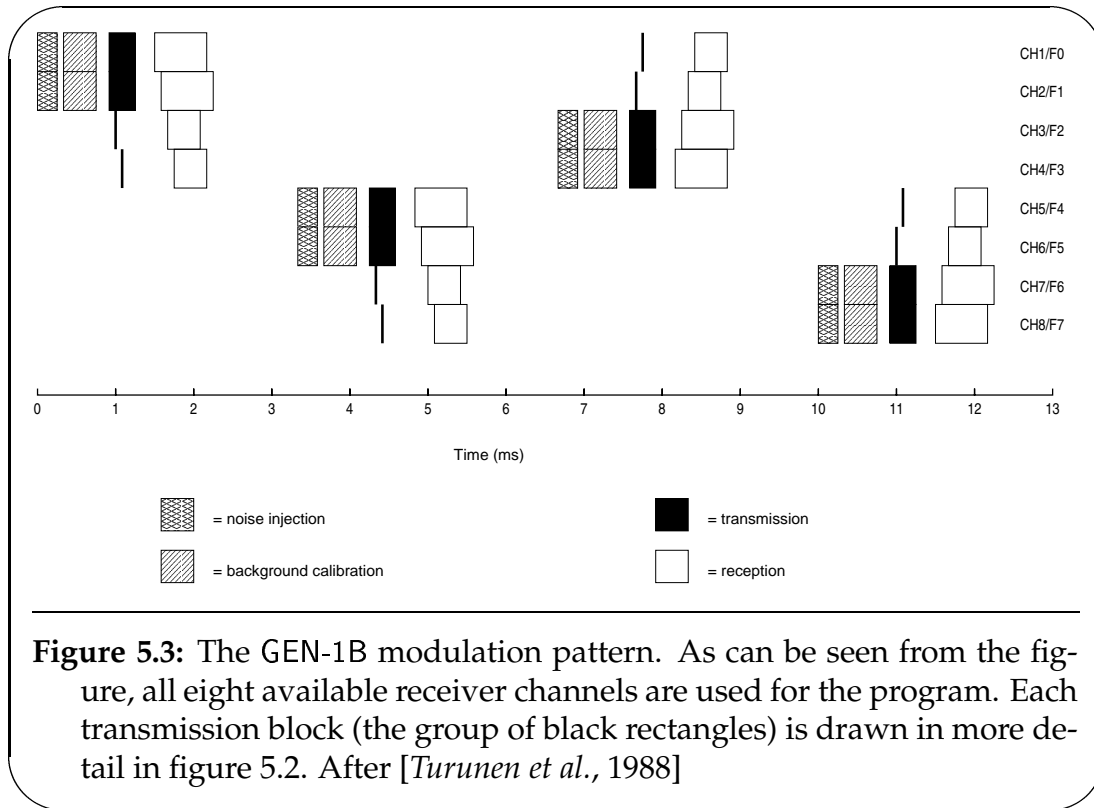 CH1/F0
CH2/F1
CH3/F2
CH4/F3
CH5/F4
CH6/F5
CH7/F6
CH8/F7
0 1 2 3 4 5 6 7 8 9 10 11 12 13
Time (ms)
= noise injection
= transmission
= background calibration
= reception
Figure 5.3: The GEN-1B modulation pattern. As can be seen from the fig-
ure, all eight available receiver channels are used for the program. Each
transmission block (the group of black rectangles) is drawn in more de-
tail in figure 5.2. After [Turunen et al., 1988]